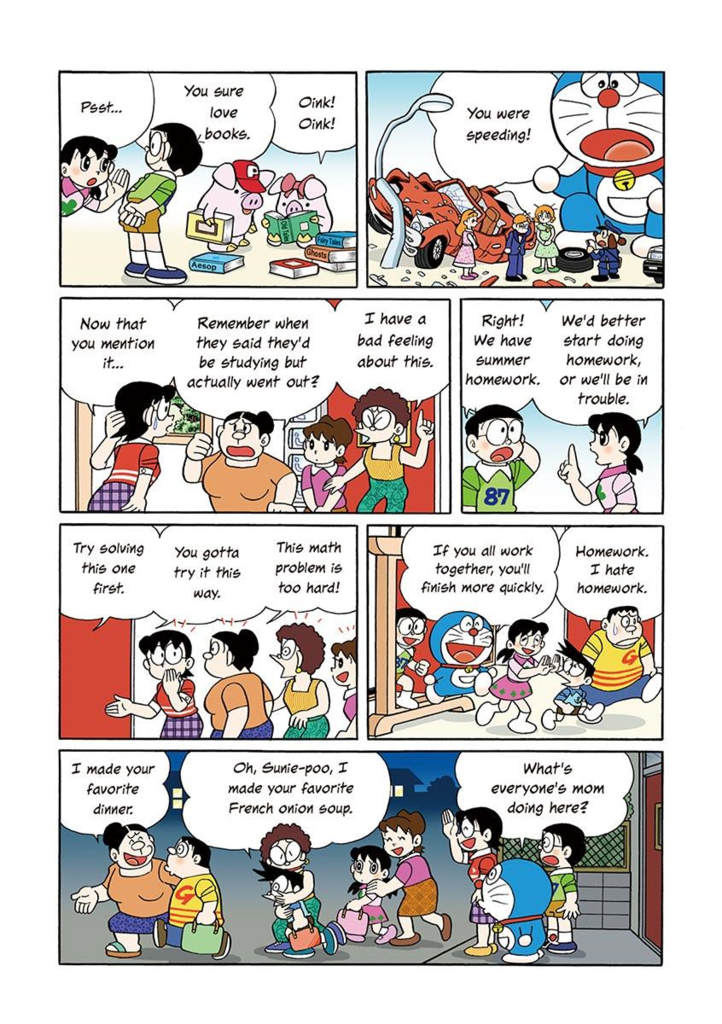 Psst...
You sure
love
books.
Oink!
Oink!
P
Aesop
Fairy Tales
Ghosts
You were
speeding!
Now that
you mention
it...
Remember when
they said they'd
be studying but
actually went out?
I have a
bad feeling
about this.
Right!
We have
summer
homework.
We'd better
start doing
homework,
or we'll be in
trouble.
87
Try solving
this one
first.
You gotta
try it this
way.
This math
problem is
too hard!
If you all work
together, you'll
finish more quickly.
Homework.
I hate
homework.
G
I made your
favorite
dinner.
Oh, Sunie-poo, I
made your favorite
French onion soup.
What's
everyone's mom
doing here?
G